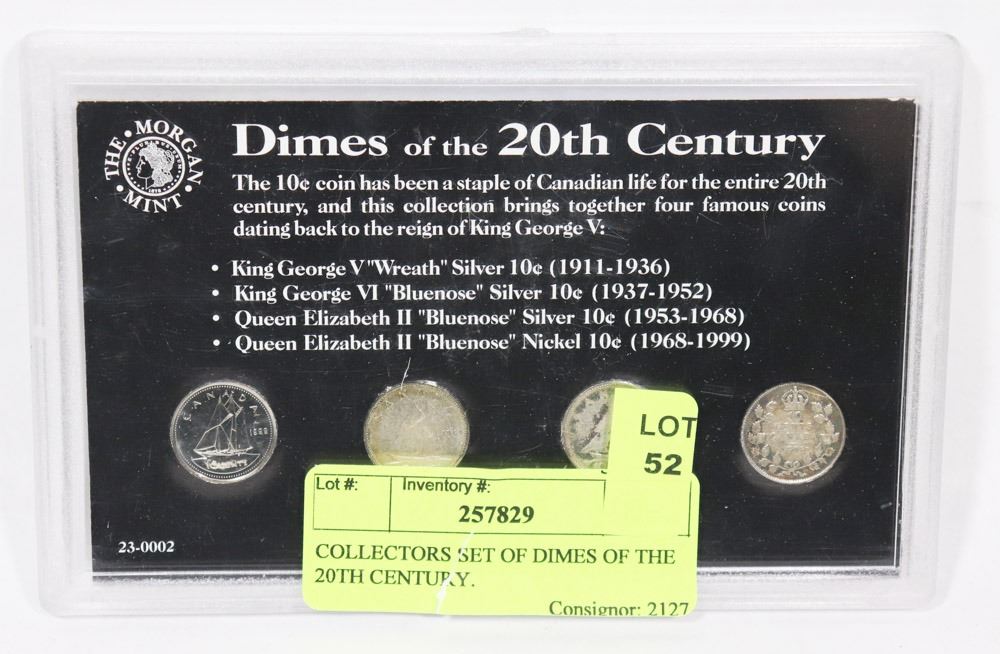 THE MORGAN MINT
Dimes of the 20th Century
The 10¢ coin has been a staple of Canadian life for the entire 20th
century, and this collection brings together four famous coins
dating back to the reign of King George V:
• King George V "Wreath" Silver 10¢ (1911-1936)
• King George VI "Bluenose" Silver 10¢ (1937-1952)
• Queen Elizabeth II "Bluenose" Silver 10¢ (1953-1968)
• Queen Elizabeth II "Bluenose" Nickel 10¢ (1968-1999)
CANADA
LOT
52
Lot #: Inventory #:
257829
COLLECTORS SET OF DIMES OF THE
20TH CENTURY.
Consignor: 2127
23-0002